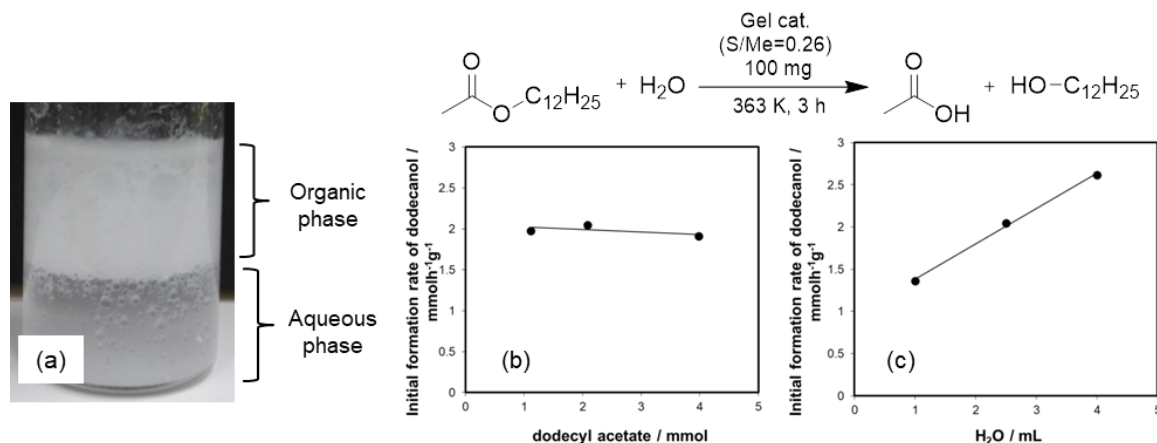 Gel cat.
(S/Me=0.26)
100 mg
O
O
C12H25
+ H2O
363 K, 3 h
O
OH
+ HO-C12H25
Organic
phase
Aqueous
phase
(a)
Initial formation rate of dodecanol /
mmolh-1g-1
3
2.5
2
1.5
1
0.5
0
(b)
0 1 2 3 4 5
dodecyl acetate / mmol
Initial formation rate of dodecanol /
mmolh-1g-1
3
2.5
2
1.5
1
0.5
0
(c)
0 1 2 3 4 5
H2O / mL